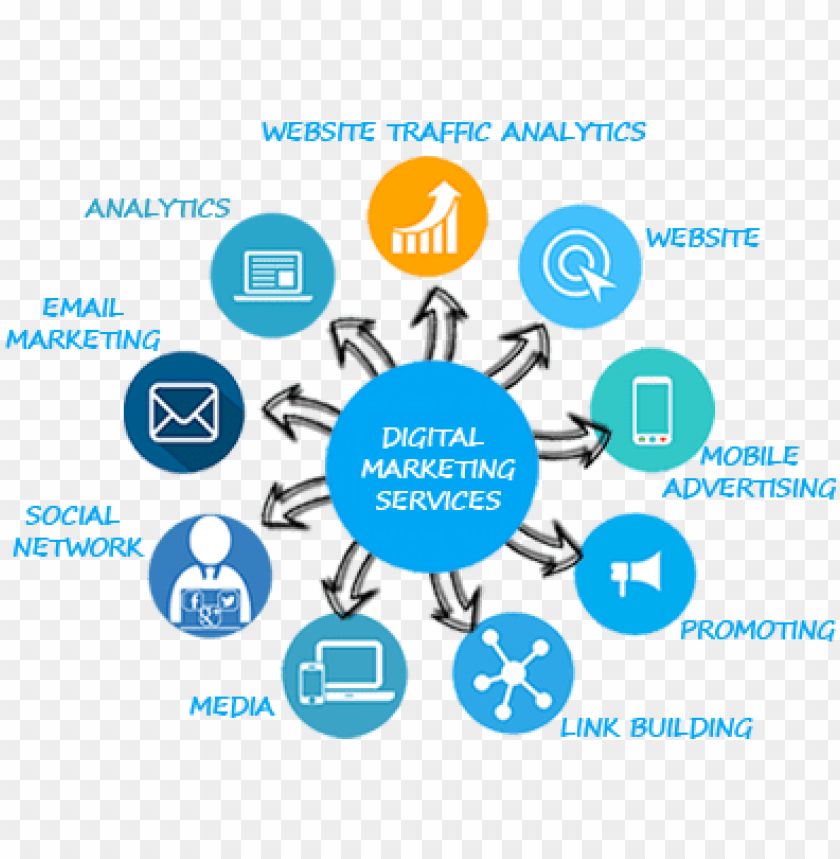 WEBSITE TRAFFIC ANALYTICS
ANALYTICS
WEBSITE
EMAIL
MARKETING
DIGITAL
MARKETING
SERVICES
MOBILE
ADVERTISING
SOCIAL
NETWORK
PROMOTING
MEDIA
LINK BUILDING